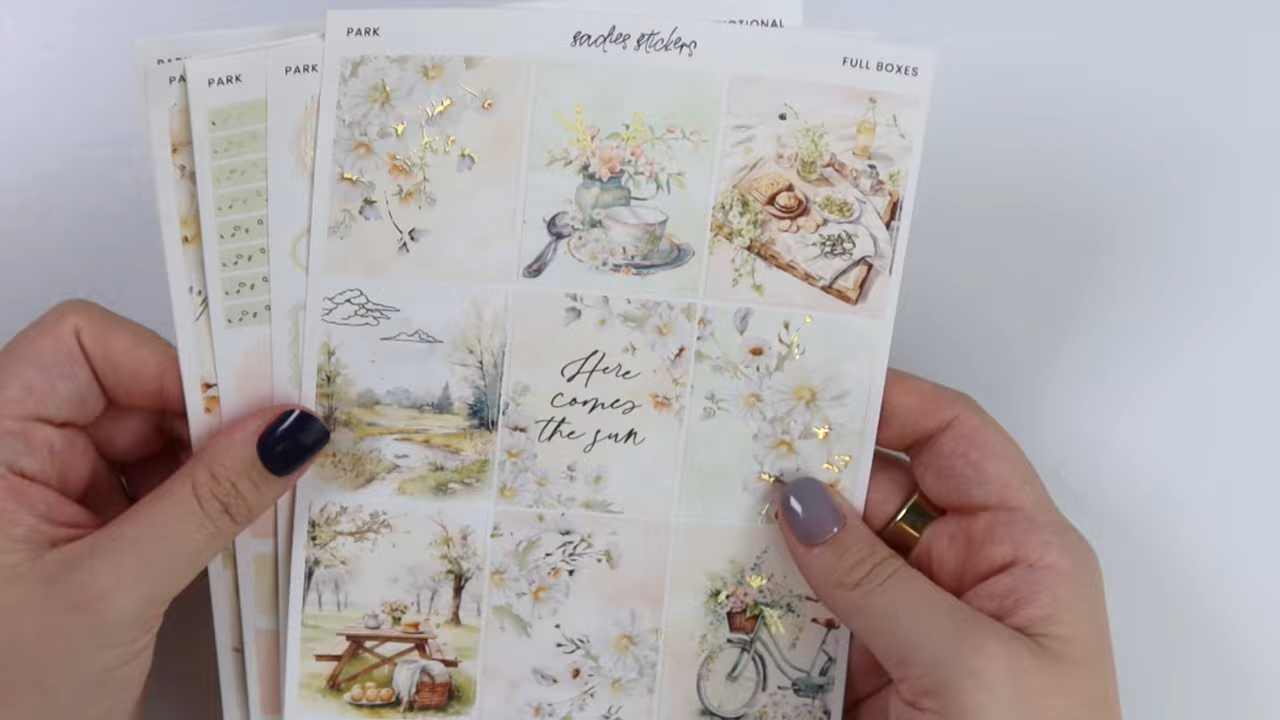 PARK
sadies stickers
FULL BOXES
PARK
PARK
Here
comes
the sun